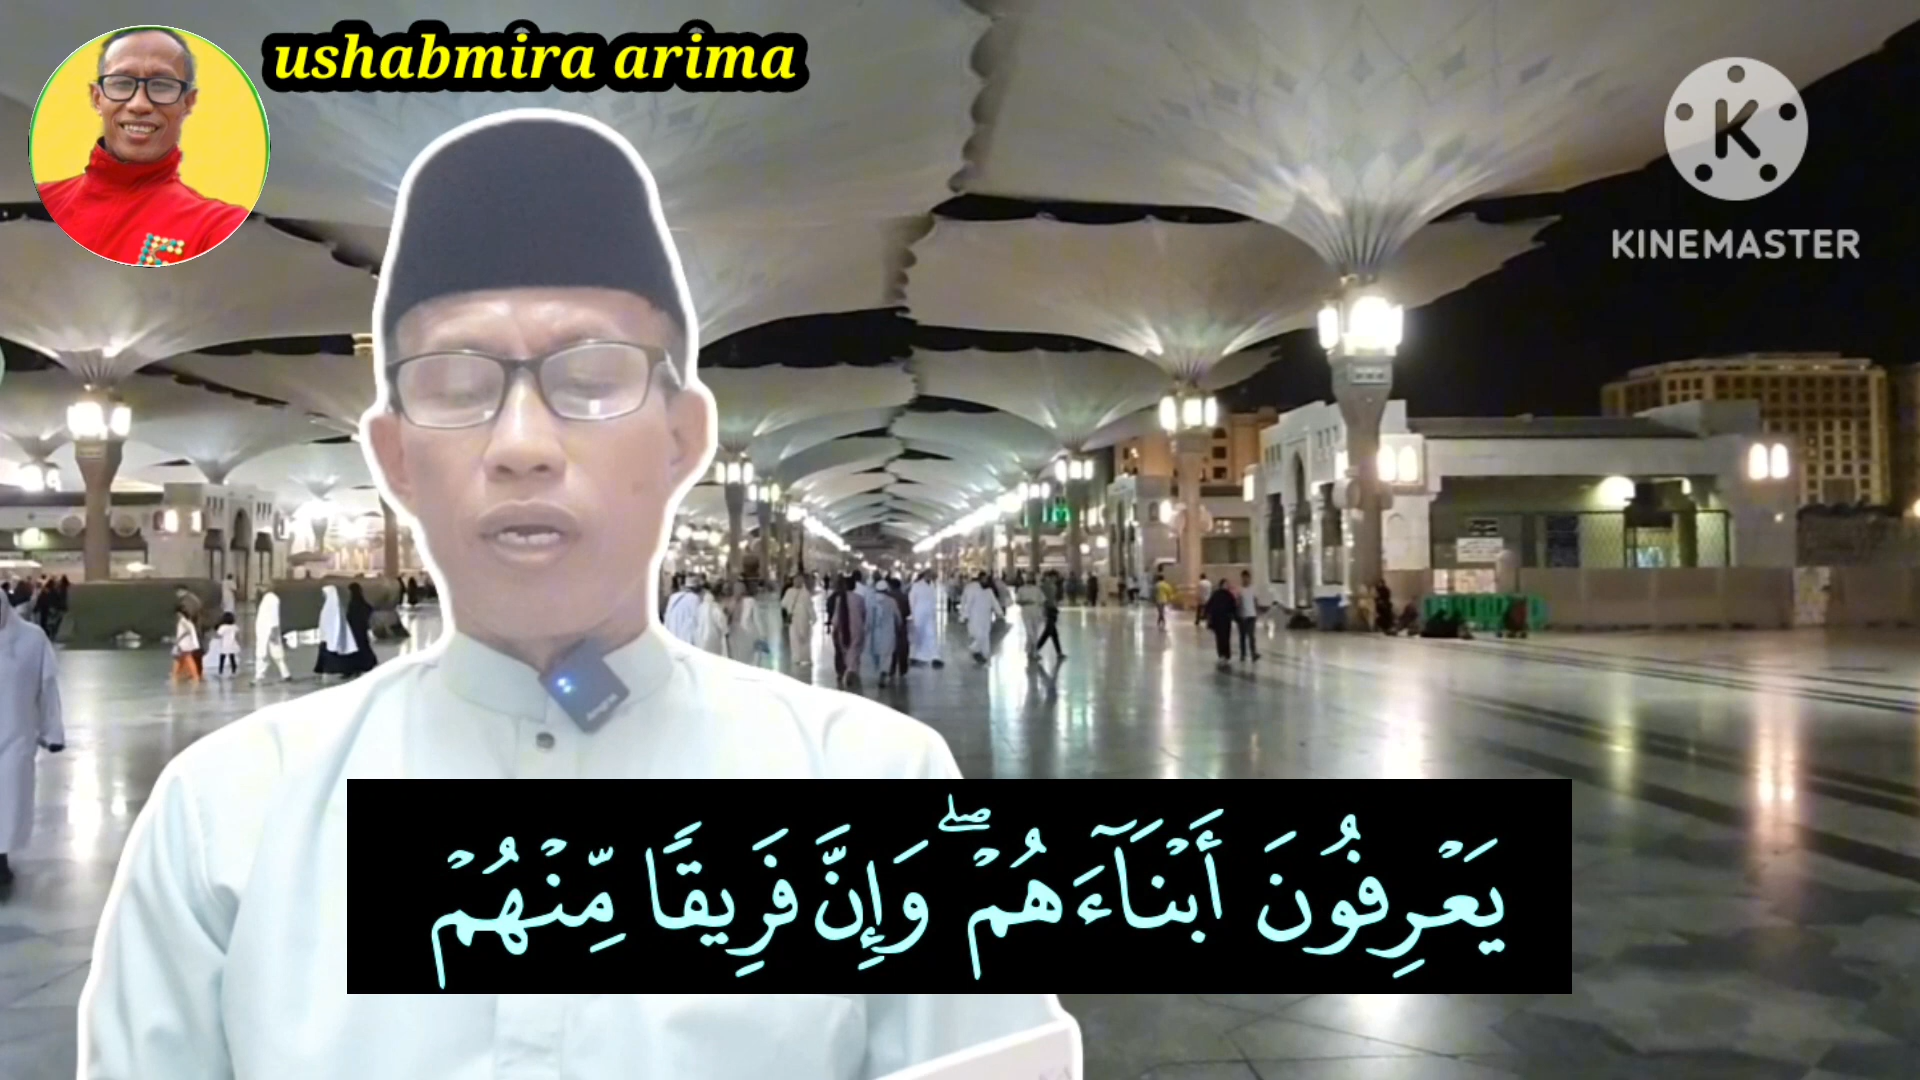 ushabmira arima
K
KINEMASTER
يَعْرِفُونَ أَبْنَآءَهُمْ ۖ وَإِنَّ فَرِيقًا مِّنْهُمْ